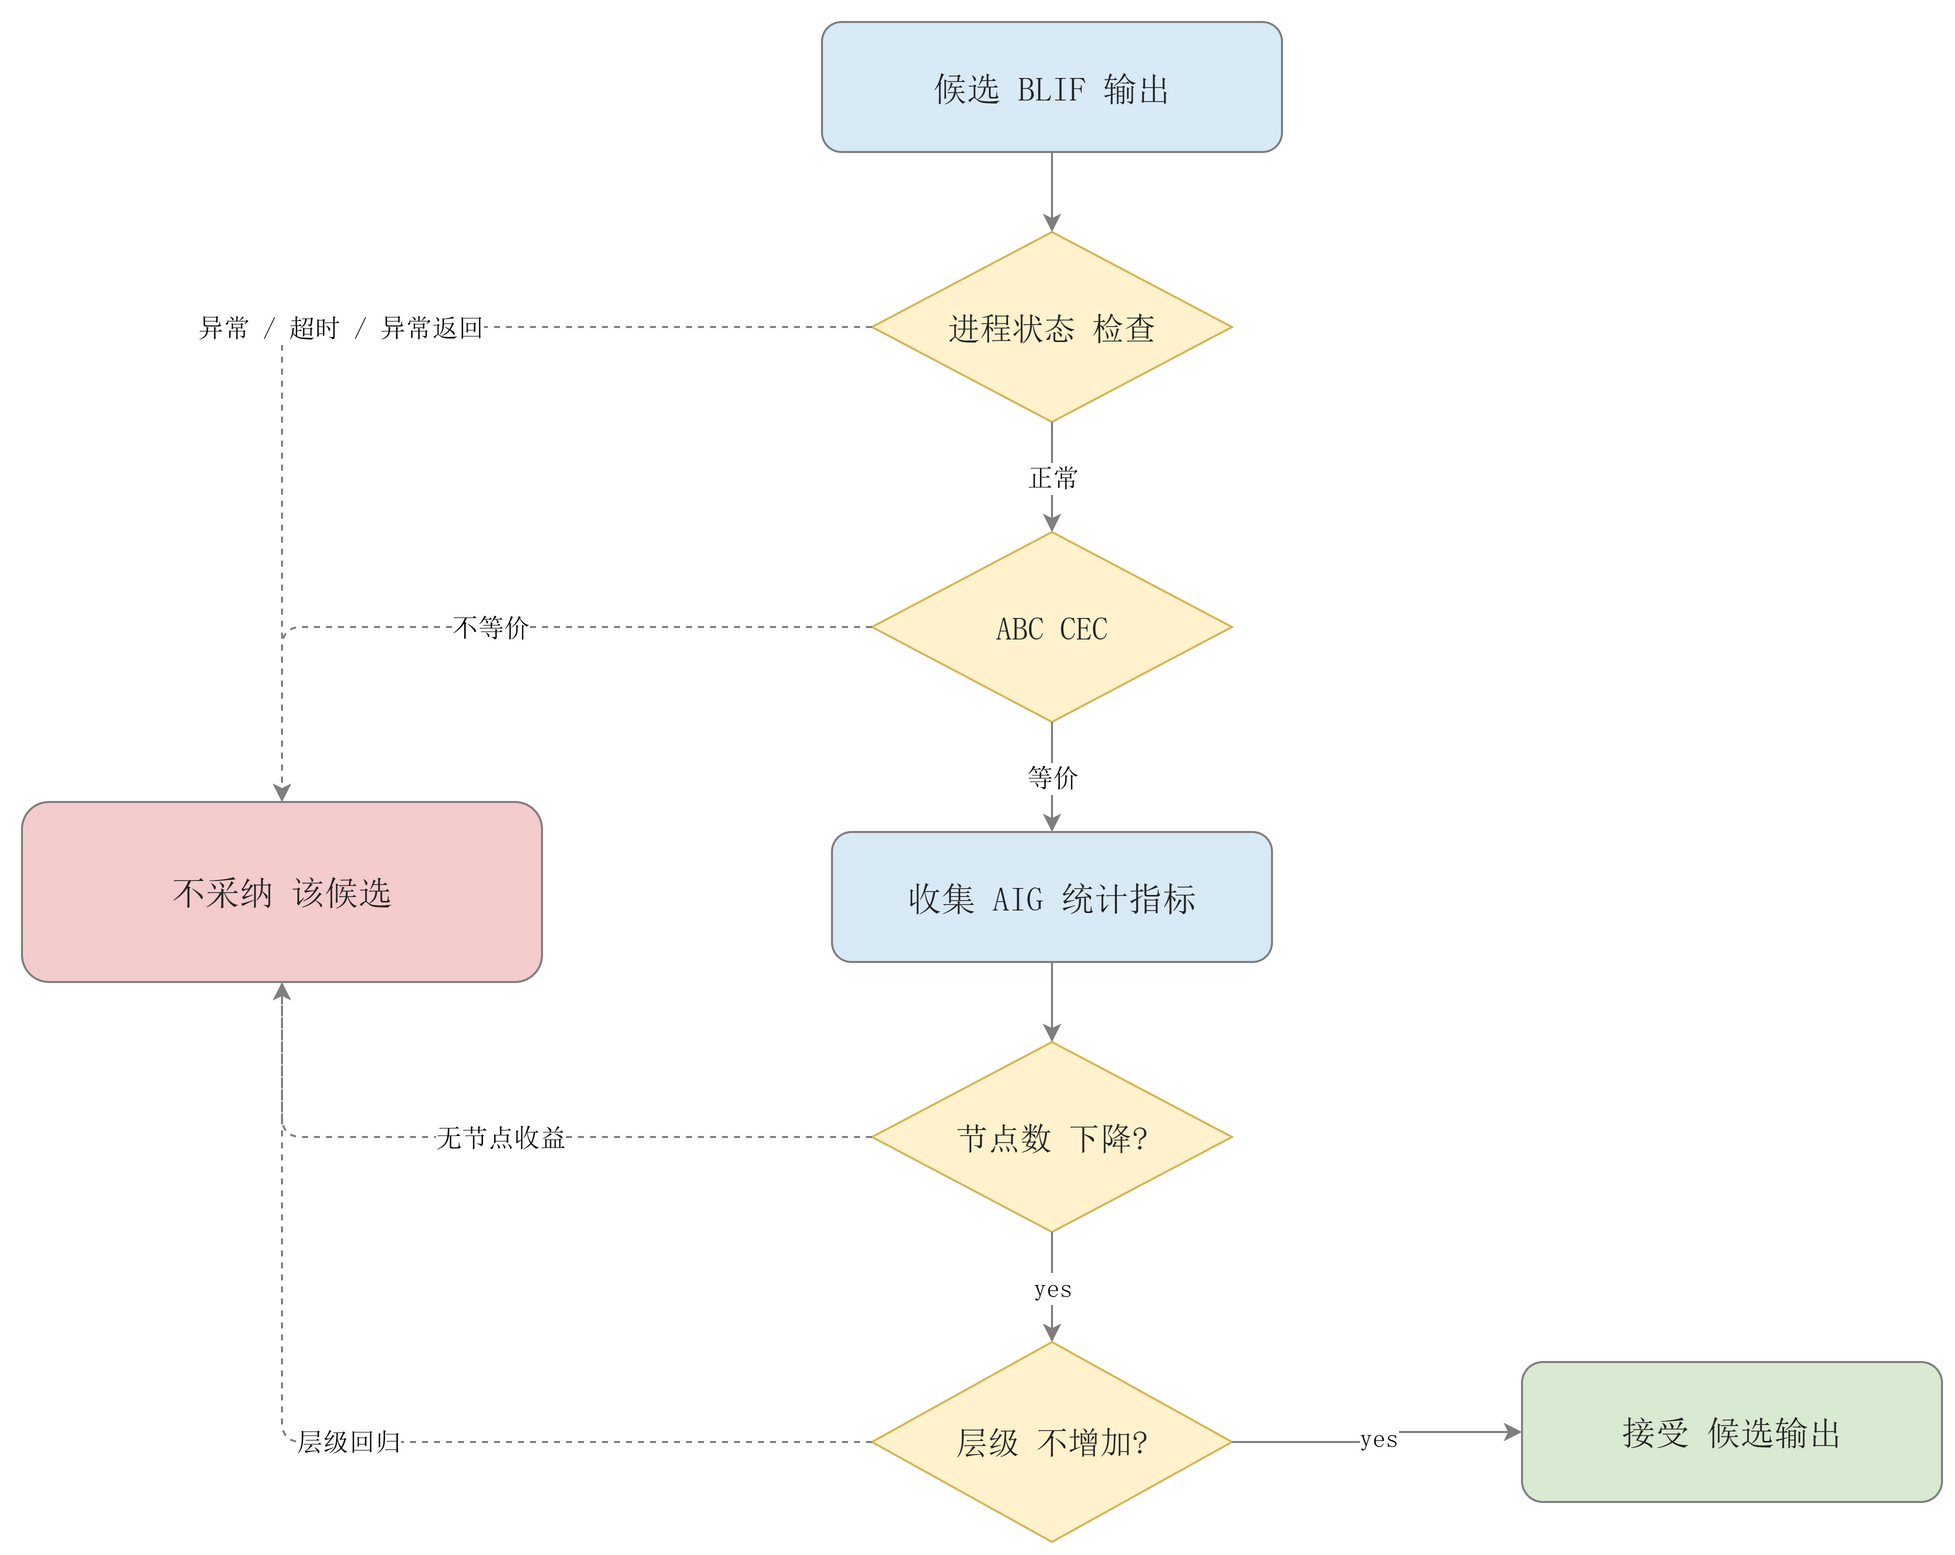 候选 BLIF 输出
进程状态 检查
异常 / 超时 / 异常返回
正常
ABC CEC
不等价
等价
不采纳 该候选
收集 AIG 统计指标
节点数 下降?
无节点收益
yes
层级 不增加?
层级回归
yes
接受 候选输出